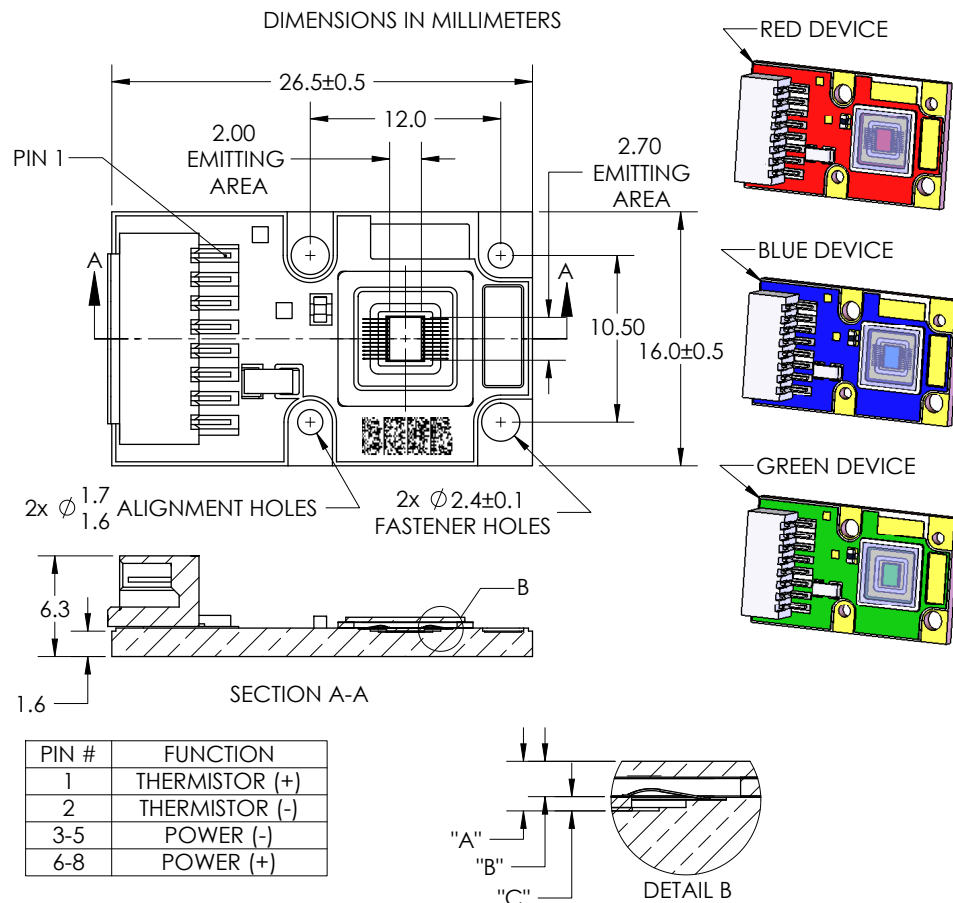 DIMENSIONS IN MILLIMETERS
RED DEVICE
26.5±0.5
12.0
2.00
EMITTING
AREA
PIN 1
2.70
EMITTING
AREA
A
A
BLUE DEVICE
10.50
16.0±0.5
GREEN DEVICE
2x ∅ 1.7
1.6 ALIGNMENT HOLES
2x ∅2.4±0.1
FASTENER HOLES
B
6.3
1.6
SECTION A-A
PIN # FUNCTION
1 THERMISTOR (+)
2 THERMISTOR (-)
3-5 POWER (-)
6-8 POWER (+)
"A"
"B"
"C"
DETAIL B